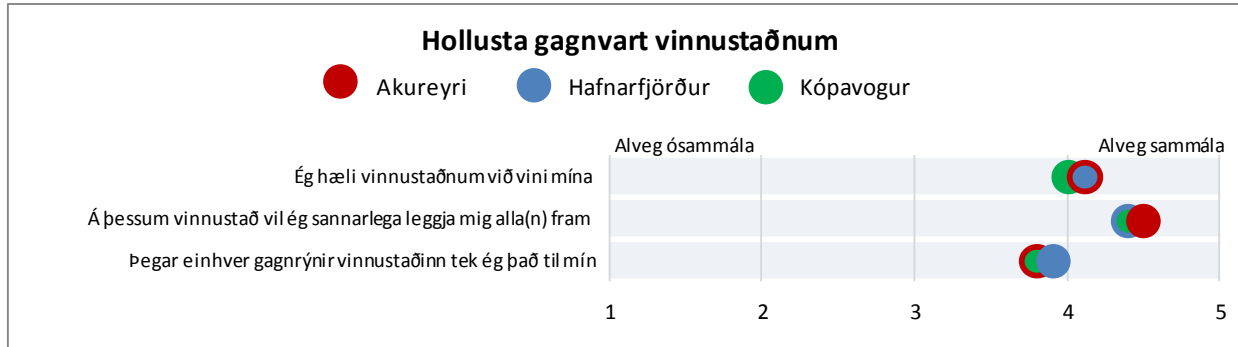 Hollusta gagnvart vinnustaðnum
Akureyri Hafnarfjörður Kópavogur
Alveg ósammála Alveg sammála
Ég hæli vinnustaðnum við vini mína
Á þessum vinnustað vil ég sannarlega leggja mig alla(n) fram
Þegar einhver gagnrýnir vinnustaðinn tek ég það til mín
1 2 3 4 5